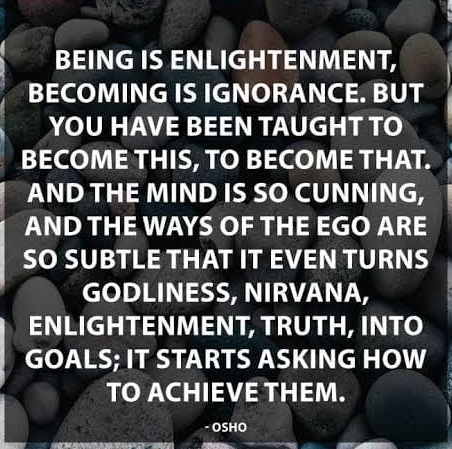 BEING IS ENLIGHTENMENT,
BECOMING IS IGNORANCE. BUT
YOU HAVE BEEN TAUGHT TO
BECOME THIS, TO BECOME THAT.
AND THE MIND IS SO CUNNING,
AND THE WAYS OF THE EGO ARE
SO SUBTLE THAT IT EVEN TURNS
GODLINESS, NIRVANA,
ENLIGHTENMENT, TRUTH, INTO
GOALS; IT STARTS ASKING HOW
TO ACHIEVE THEM.
- OSHO